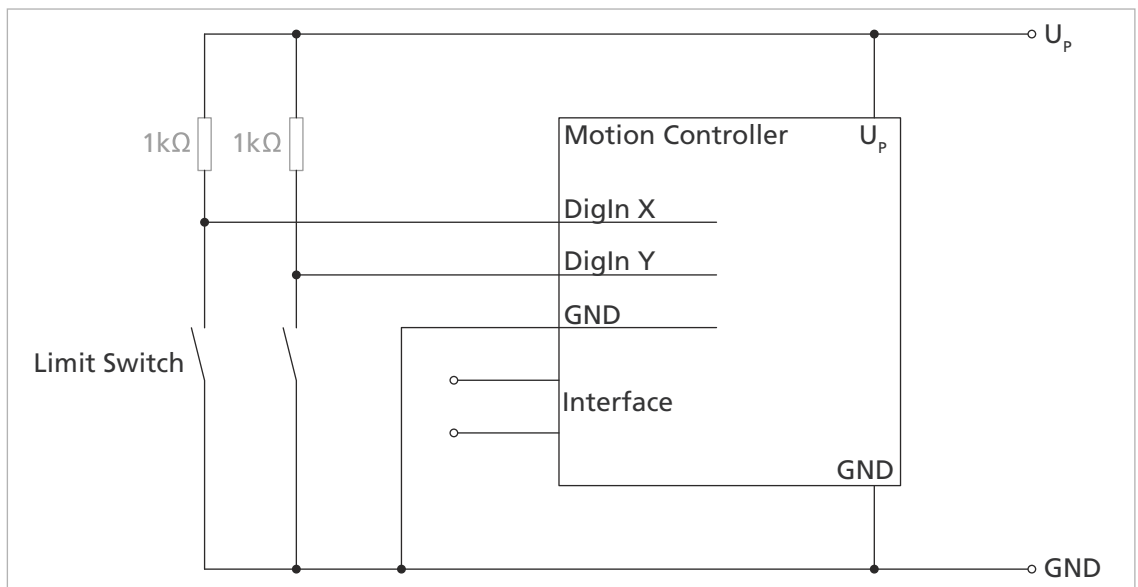 U_P
1kΩ 1kΩ
Motion Controller U_P
DigIn X
DigIn Y
GND
Limit Switch
Interface
GND
GND